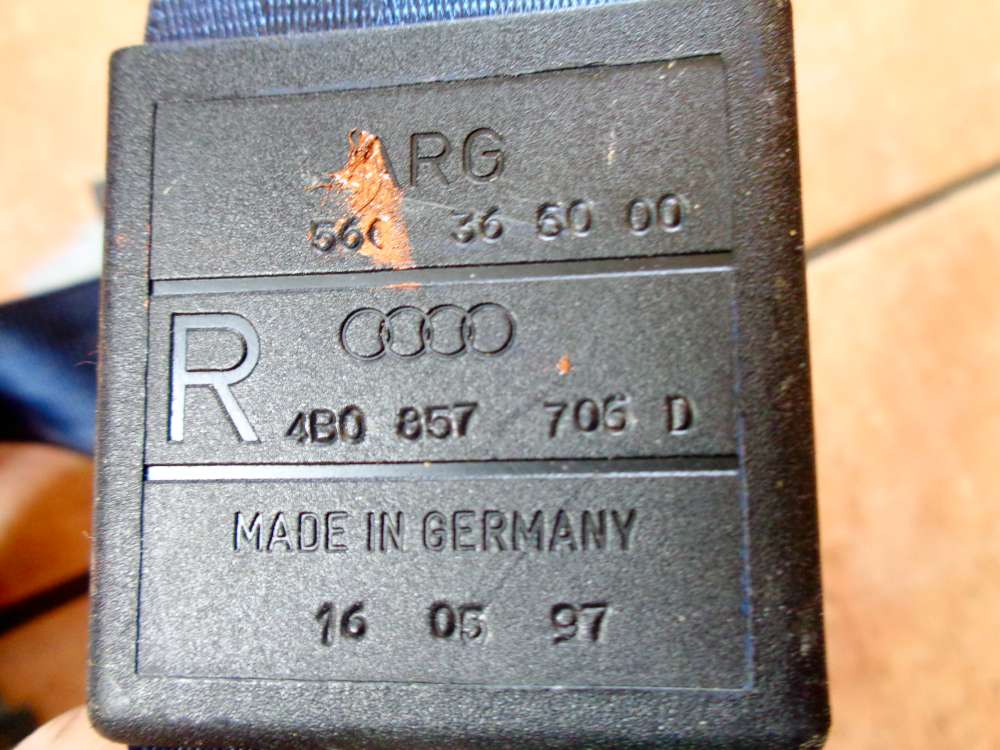 ARG
36 60 00
R
4B0 857 706 D
MADE IN GERMANY
16 05 97